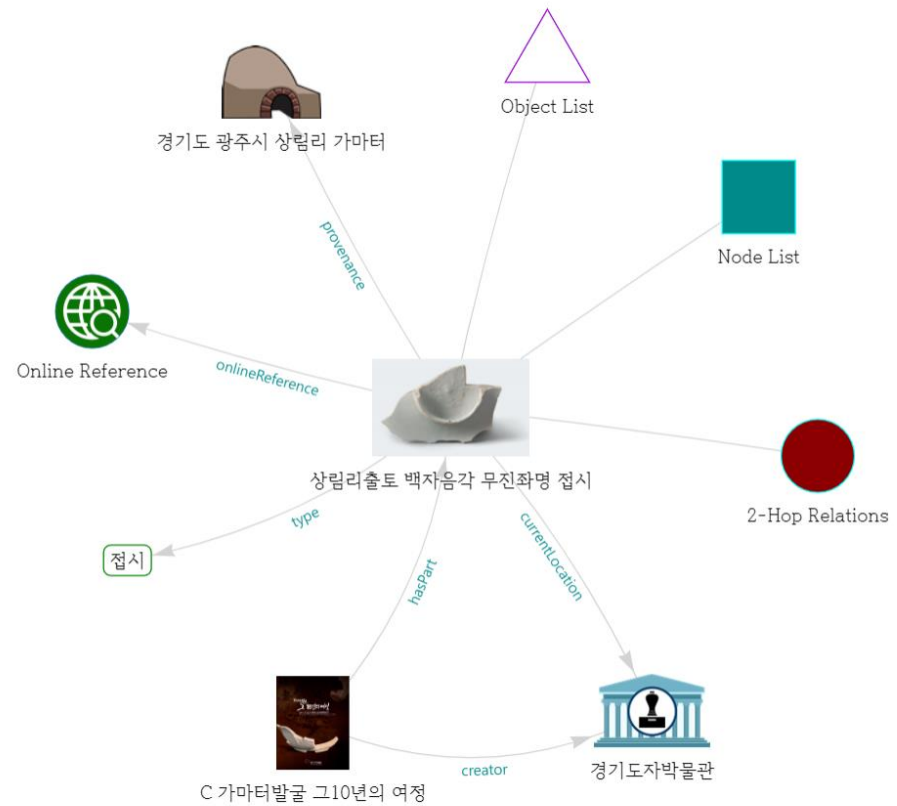 Object List
경기도 광주시 상림리 가마터
provenance
Node List
Online Reference
onlineReference
상림리출토 백자음각 무진좌명 접시
2-Hop Relations
type
currentLocation
접시
hasPart
creator
경기도자박물관
C 가마터발굴 그10년의 여정